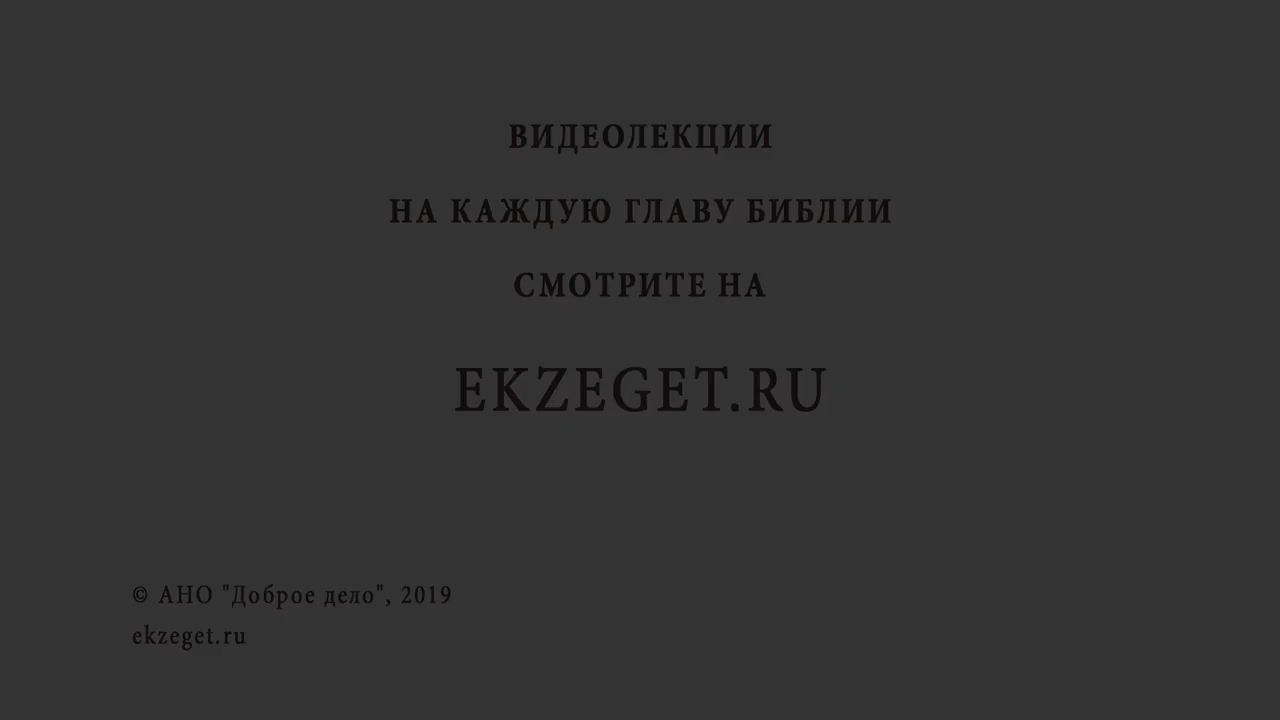 ВИДЕОЛЕКЦИИ
НА КАЖДУЮ ГЛАВУ БИБЛИИ
СМОТРИТЕ НА
EKZEGET.RU
© АНО "Доброе дело", 2019
ekzeget.ru